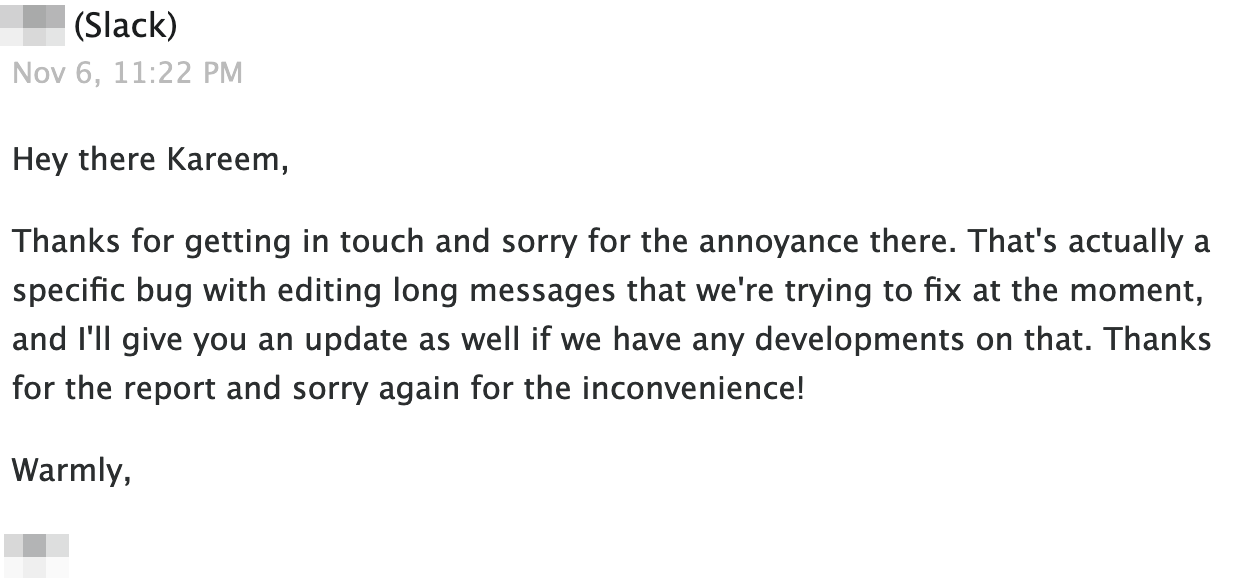 (Slack)
Nov 6, 11:22 PM
Hey there Kareem,
Thanks for getting in touch and sorry for the annoyance there. That's actually a
specific bug with editing long messages that we're trying to fix at the moment,
and I'll give you an update as well if we have any developments on that. Thanks
for the report and sorry again for the inconvenience!
Warmly,